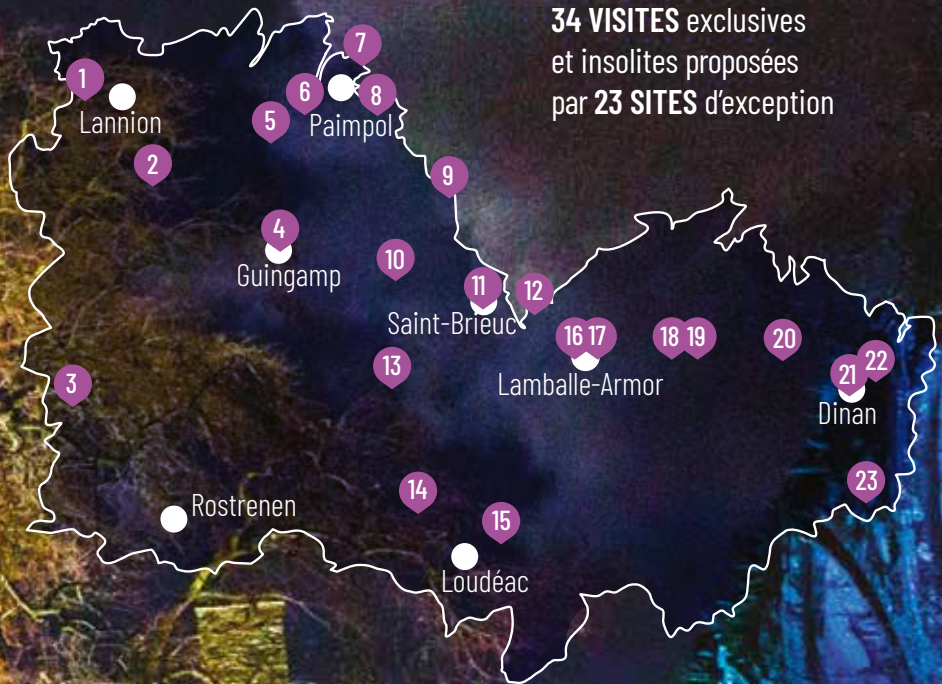 34 VISITES exclusives
et insolites proposées
par 23 SITES d'exception
7
1
6
8
Lannion
5
Paimpol
2
9
4
10
Guingamp
11
12
Saint-Brieuc
16 17
18 19
20
13
22
21
3
Lamballe-Armor
Dinan
23
14
Rostrenen
15
Loudéac